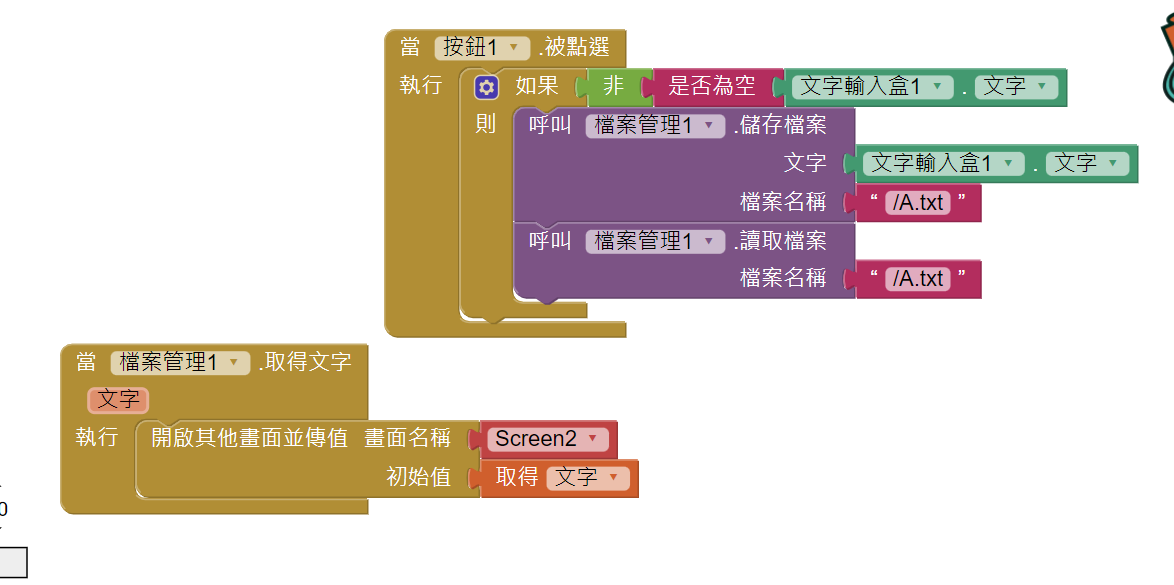 當 按鈕1 .被點選
執行 如果 非 是否為空 文字輸入盒1 . 文字
則 呼叫 檔案管理1 .儲存檔案
文字 文字輸入盒1 . 文字
檔案名稱 “ /A.txt ”
呼叫 檔案管理1 .讀取檔案
檔案名稱 “ /A.txt ”
當 檔案管理1 .取得文字
文字
執行 開啟其他畫面並傳值 畫面名稱 Screen2
初始值 取得 文字
0